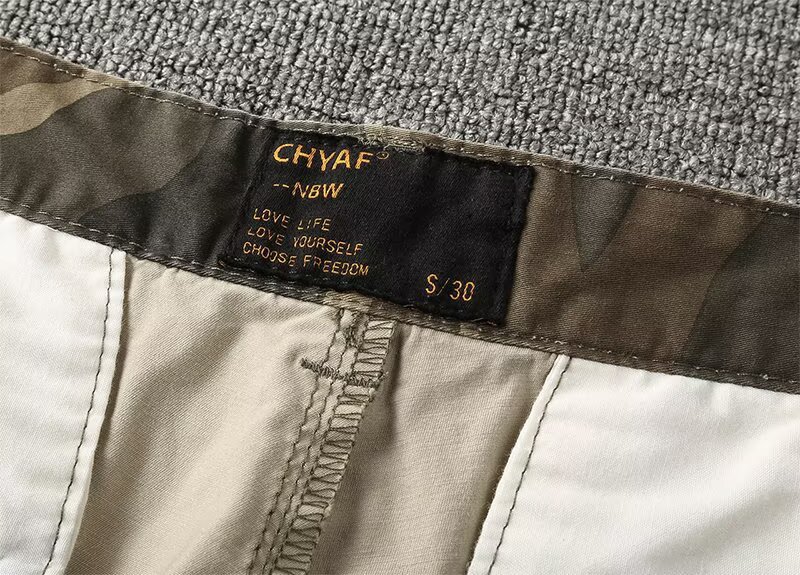 CHYAF®
--NBW
LOVE LIFE
LOVE YOURSELF
CHOOSE FREEDOM
S/30